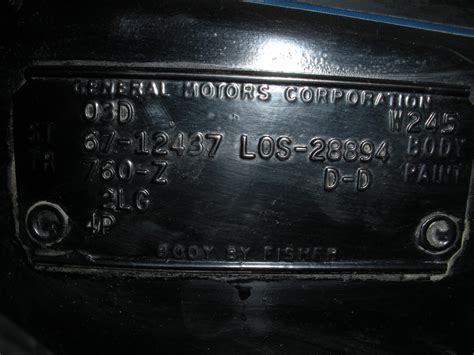 GENERAL MOTORS CORPORATION
03D W245
ST 67-12437 LOS-28894 BODY
TR 760-Z D-D PAINT
2LG
4P
BODY BY FISHER